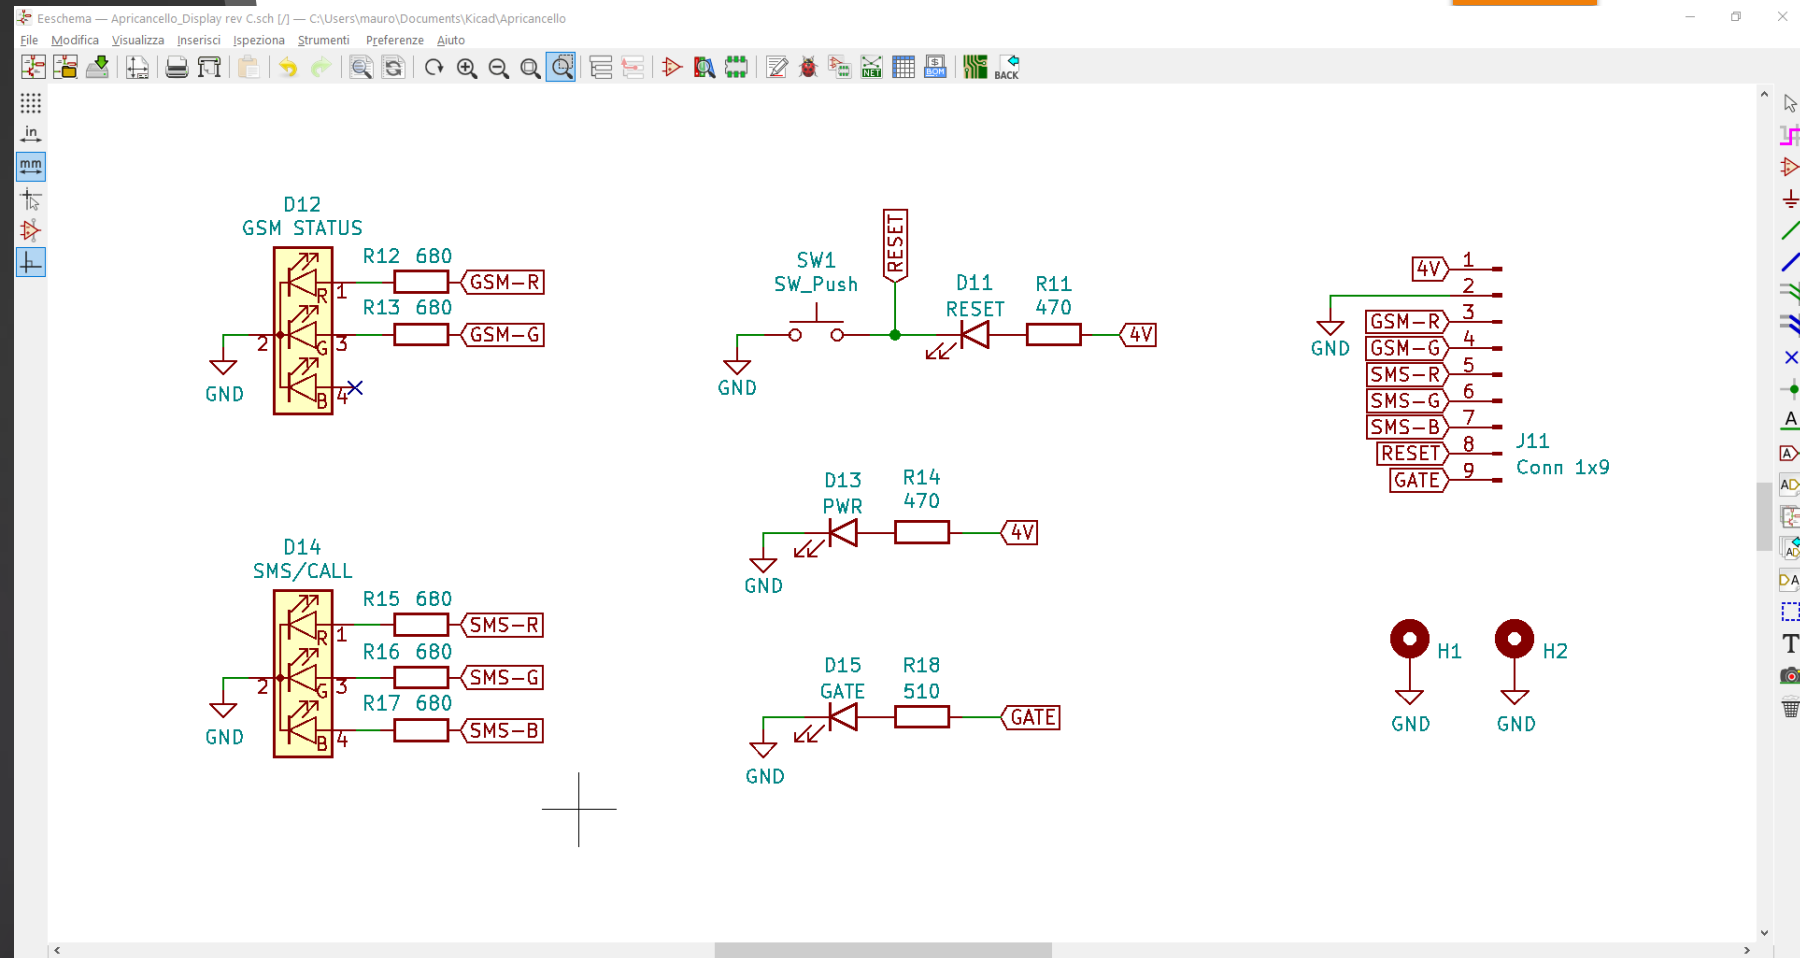 Eeschema — Apricancello_Display rev C.sch [/] — C:\Users\mauro\Documents\Kicad\Apricancello
File Modifica Visualizza Inserisci Ispeziona Strumenti Preferenze Aiuto
NET
$
BOM
BACK
in
mm
D12
GSM STATUS
R12 680
R 1
GSM-R
R13 680
2
G 3
GSM-G
GND
B 4
RESET
SW1
SW_Push
D11
RESET
R11
470
4V
GND
4V 1
2
GND
GSM-R 3
GSM-G 4
SMS-R 5
SMS-G 6
SMS-B 7
RESET 8
GATE 9
J11
Conn 1x9
D13
PWR
R14
470
4V
GND
D14
SMS/CALL
R15 680
R 1
SMS-R
R16 680
2
G 3
SMS-G
R17 680
GND
B 4
SMS-B
D15
GATE
R18
510
GATE
GND
H1
H2
GND
GND
A
A
A
A
A
T